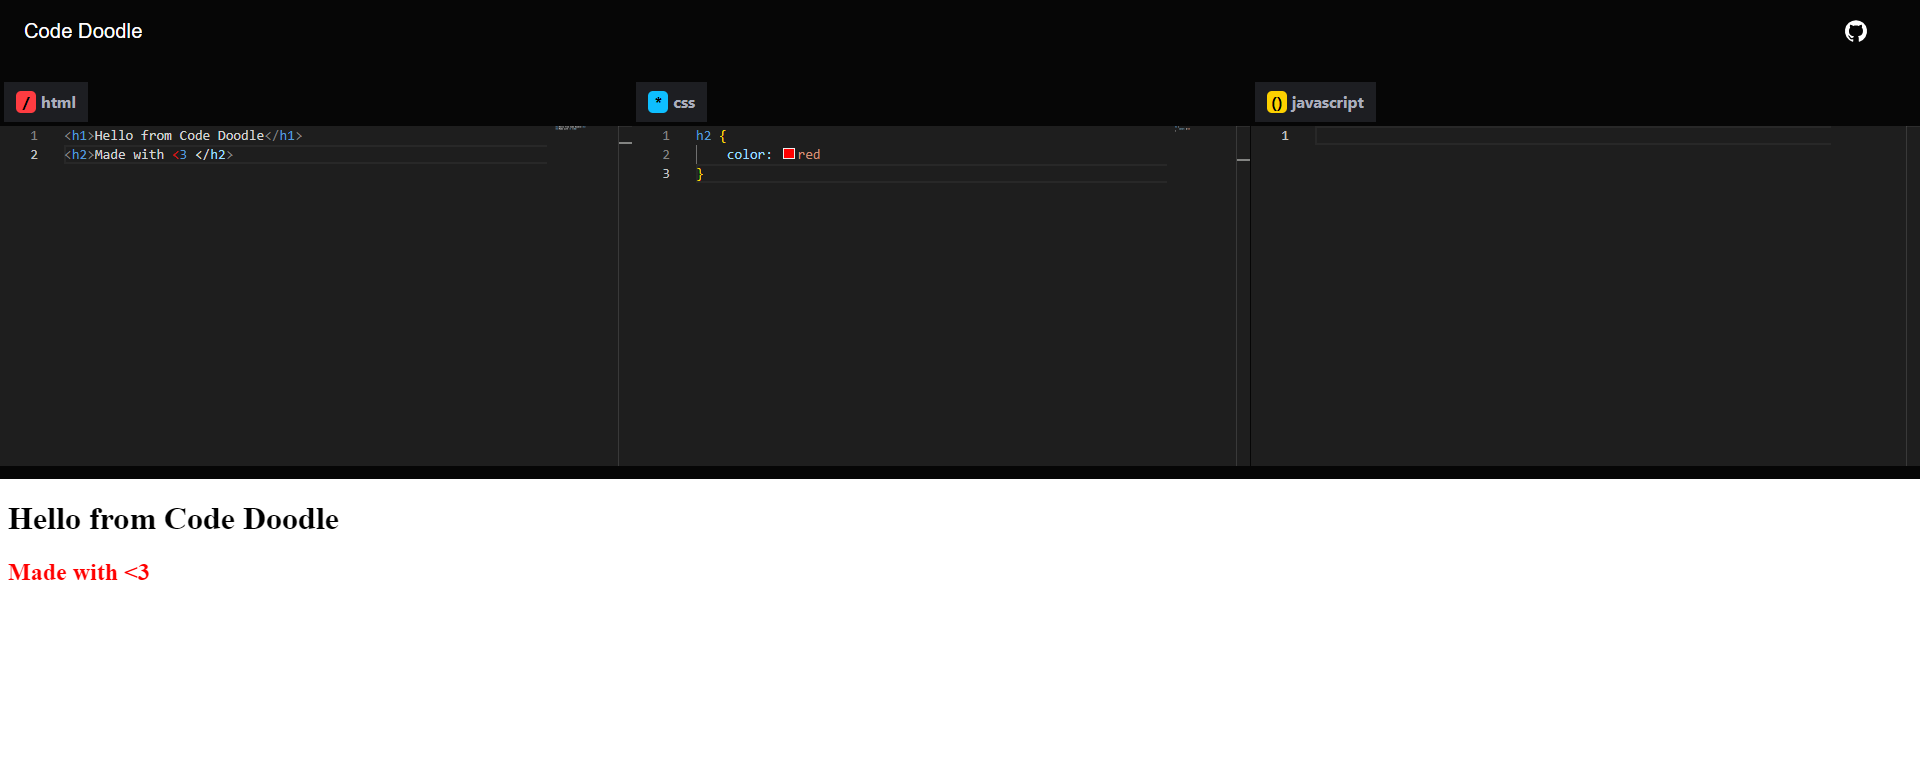 Code Doodle
/ html
* css
() javascript
1 <h1>Hello from Code Doodle</h1>
2 <h2>Made with <3 </h2>
1 h2 {
2     color: red
3 }
1
Hello from Code Doodle
Made with <3